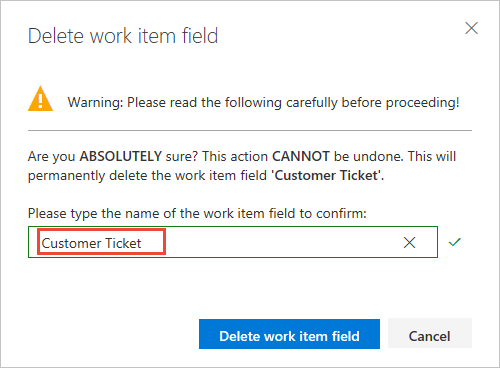 Delete work item field
Warning: Please read the following carefully before proceeding!
Are you ABSOLUTELY sure? This action CANNOT be undone. This will
permanently delete the work item field 'Customer Ticket'.
Please type the name of the work item field to confirm:
Customer Ticket
Delete work item field
Cancel